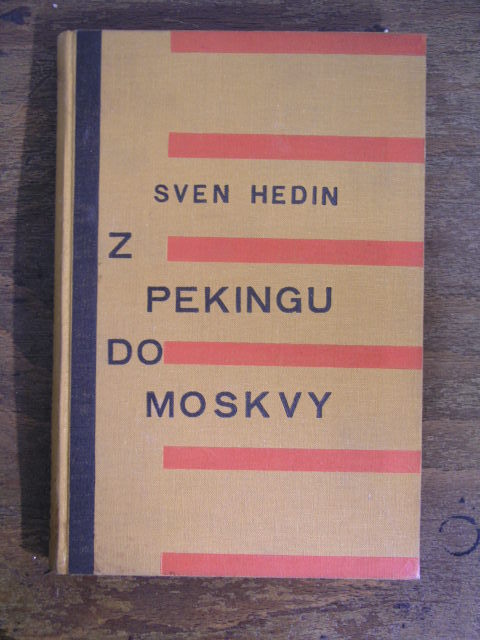 SVEN HEDIN
Z
PEKINGU
DO
MOSKVY